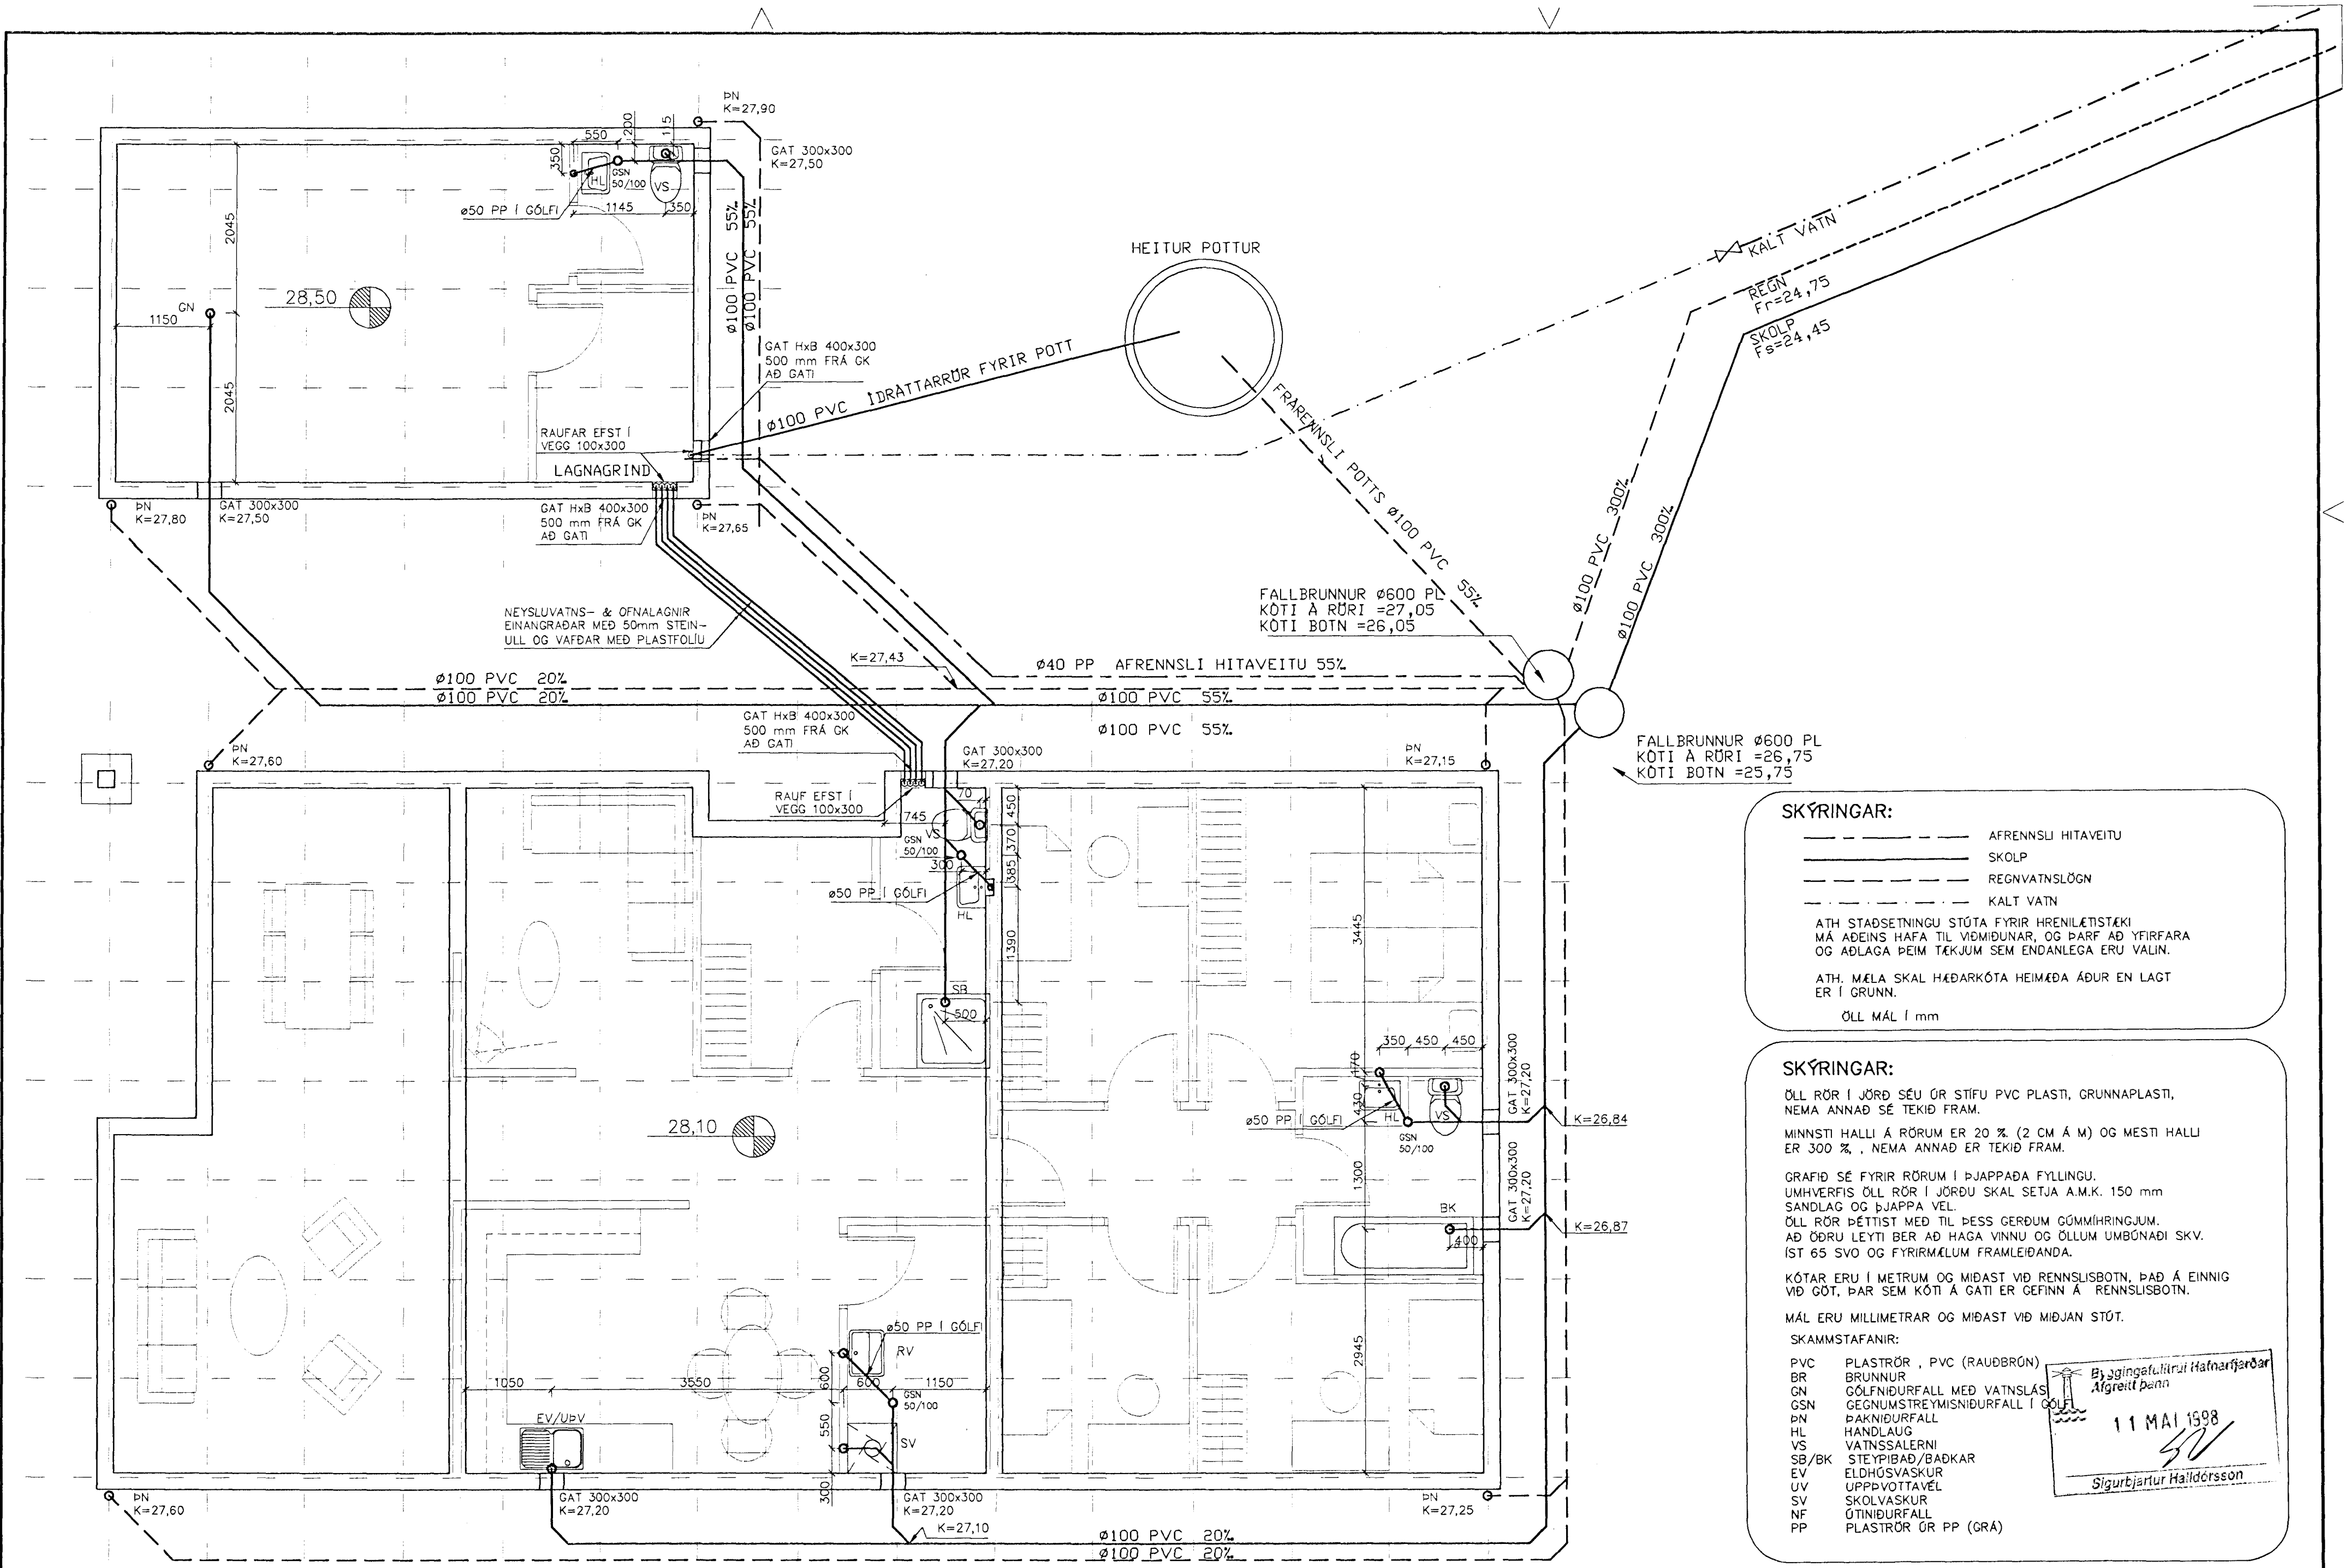 ÞN
K=27,90
GAT 300x300
K=27,50
550
200
115
350
HL
GSN
50/100
VS
ø50 PP Í GÓLFI
1145
350
2045
GN
1150
28,50
2045
Ø100 PVC 55‰
Ø100 PVC 55‰
GAT HxB 400x300
500 mm FRÁ GK
AÐ GATI
RAUFAR EFST Í
VEGG 100x300
LAGNAGRIND
ÞN
K=27,80
GAT 300x300
K=27,50
GAT HxB 400x300
500 mm FRÁ GK
AÐ GATI
ÞN
K=27,65
HEITUR POTTUR
Ø100 PVC ÍDRÁTTARRÖR FYRIR POTT
FRÁRENNSLI POTTS Ø100 PVC 55‰
KALT VATN
REGN
Fr=24,75
SKOLP
Fs=24,45
Ø100 PVC 300‰
Ø100 PVC 300‰
NEYSLUVATNS- & OFNALAGNIR
EINANGRAÐAR MEÐ 50mm STEIN-
ULL OG VAFÐAR MEÐ PLASTFOLÍU
FALLBRUNNUR Ø600 PL
KÓTI Á RÖRI =27,05
KÓTI BOTN =26,05
K=27,43
Ø40 PP AFRENNSLI HITAVEITU 55‰
Ø100 PVC 20‰
Ø100 PVC 20‰
Ø100 PVC 55‰
Ø100 PVC 55‰
GAT HxB 400x300
500 mm FRÁ GK
AÐ GATI
GAT 300x300
K=27,20
ÞN
K=27,60
ÞN
K=27,15
FALLBRUNNUR Ø600 PL
KÓTI Á RÖRI =26,75
KÓTI BOTN =25,75
RAUF EFST Í
VEGG 100x300
70
450
745
VS
GSN
50/100
370
300
385
ø50 PP Í GÓLFI
HL
1390
SB
500
3445
350 450 450
170
430
HL
VS
ø50 PP Í GÓLFI
GSN
50/100
GAT 300x300
K=27,20
K=26,84
1300
GAT 300x300
K=27,20
BK
400
K=26,87
28,10
2945
ø50 PP Í GÓLFI
RV
600
1050
3550
600
1150
GSN
50/100
EV/UÞV
550
SV
300
ÞN
K=27,60
GAT 300x300
K=27,20
GAT 300x300
K=27,20
K=27,10
ÞN
K=27,25
Ø100 PVC 20‰
Ø100 PVC 20‰
SKÝRINGAR:
AFRENNSLI HITAVEITU
SKOLP
REGNVATNSLÖGN
KALT VATN
ATH STAÐSETNINGU STÚTA FYRIR HRENILÆTISTÆKI
MÁ AÐEINS HAFA TIL VIÐMIÐUNAR, OG ÞARF AÐ YFIRFARA
OG AÐLAGA ÞEIM TÆKJUM SEM ENDANLEGA ERU VALIN.
ATH. MÆLA SKAL HÆÐARKÓTA HEIMÆÐA ÁÐUR EN LAGT
ER Í GRUNN.
ÖLL MÁL Í mm
SKÝRINGAR:
ÖLL RÖR Í JÖRÐ SÉU ÚR STÍFU PVC PLASTI, GRUNNAPLASTI,
NEMA ANNAÐ SÉ TEKIÐ FRAM.
MINNSTI HALLI Á RÖRUM ER 20 ‰ (2 CM Á M) OG MESTI HALLI
ER 300 ‰ , NEMA ANNAÐ ER TEKIÐ FRAM.
GRAFIÐ SÉ FYRIR RÖRUM Í ÞJAPPAÐA FYLLINGU.
UMHVERFIS ÖLL RÖR Í JÖRÐU SKAL SETJA A.M.K. 150 mm
SANDLAG OG ÞJAPPA VEL.
ÖLL RÖR ÞÉTTIST MEÐ TIL ÞESS GERÐUM GÚMMÍHRINGJUM.
AÐ ÖÐRU LEYTI BER AÐ HAGA VINNU OG ÖLLUM UMBÚNAÐI SKV.
ÍST 65 SVO OG FYRIRMÆLUM FRAMLEIÐANDA.
KÓTAR ERU Í METRUM OG MIÐAST VIÐ RENNSLISBOTN, ÞAÐ Á EINNIG
VIÐ GÖT, ÞAR SEM KÓTI Á GATI ER GEFINN Á RENNSLISBOTN.
MÁL ERU MILLIMETRAR OG MIÐAST VIÐ MIÐJAN STÚT.
SKAMMSTAFANIR:
PVC PLASTRÖR , PVC (RAUÐBRÚN)
BR BRUNNUR
GN GÓLFNIÐURFALL MEÐ VATNSLÁS
GSN GEGNUMSTREYMISNIÐURFALL Í GÓLFI
ÞN ÞAKNIÐURFALL
HL HANDLAUG
VS VATNSSALERNI
SB/BK STEYPIBAÐ/BAÐKAR
EV ELDHÚSVASKUR
UV UPPÞVOTTAVÉL
SV SKOLVASKUR
NF ÚTINIÐURFALL
PP PLASTRÖR ÚR PP (GRÁ)
Byggingafulltrúi Hafnarfjarðar
Afgreitt þann
11 MAI 1998
Sigurbjartur Halldórsson